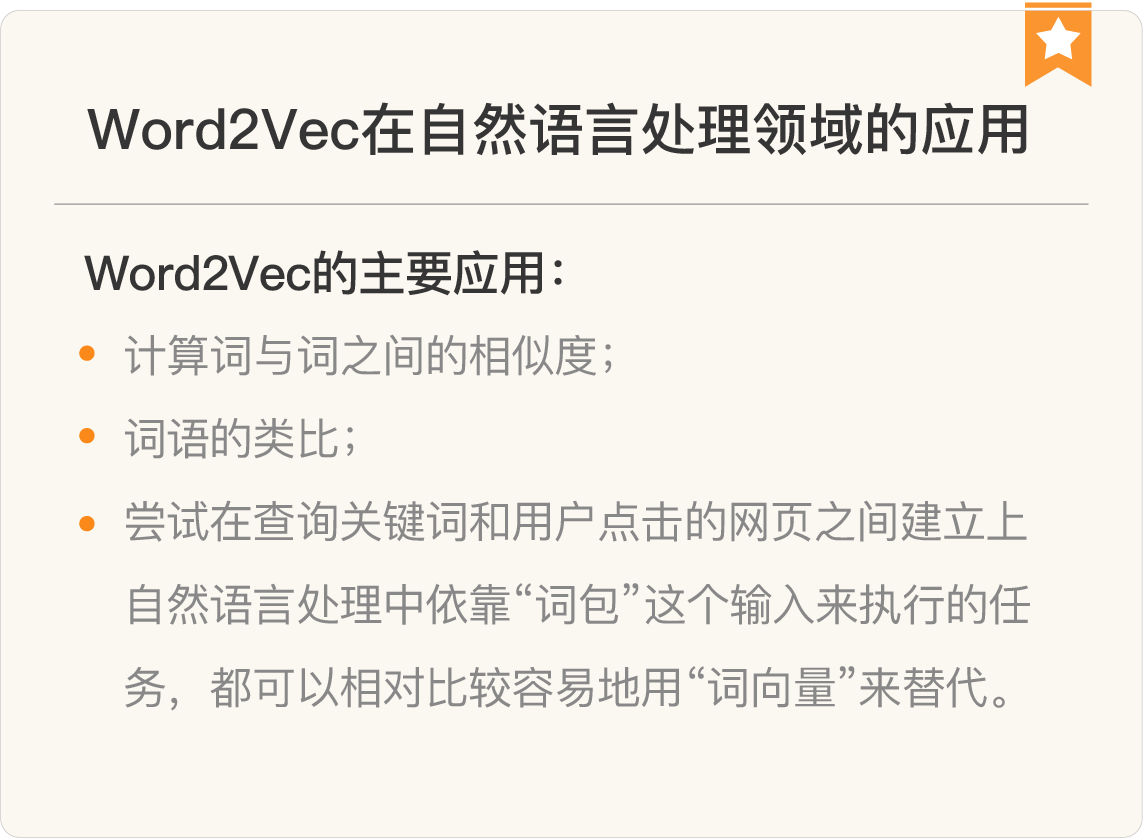 Word2Vec在自然语言处理领域的应用
Word2Vec的主要应用：
计算词与词之间的相似度；
词语的类比；
尝试在查询关键词和用户点击的网页之间建立上
自然语言处理中依靠“词包”这个输入来执行的任
务，都可以相对比较容易地用“词向量”来替代。